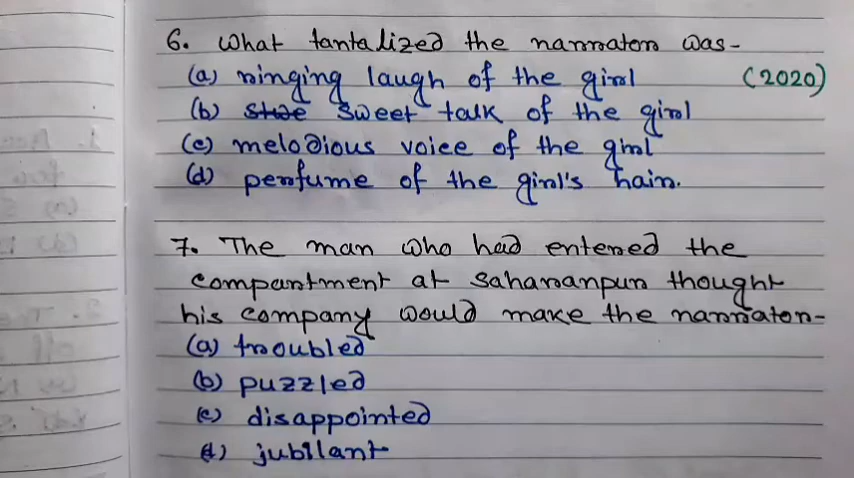 6. What tantalized the narrator was-
(a) ringing laugh of the girl (2020)
(b) sweet talk of the girl
(c) melodious voice of the girl
(d) perfume of the girl's hair.
7. The man who had entered the
compartment at Saharanpur thought
his company would make the narrator-
(a) troubled
(b) puzzled
(c) disappointed
(d) jubilant